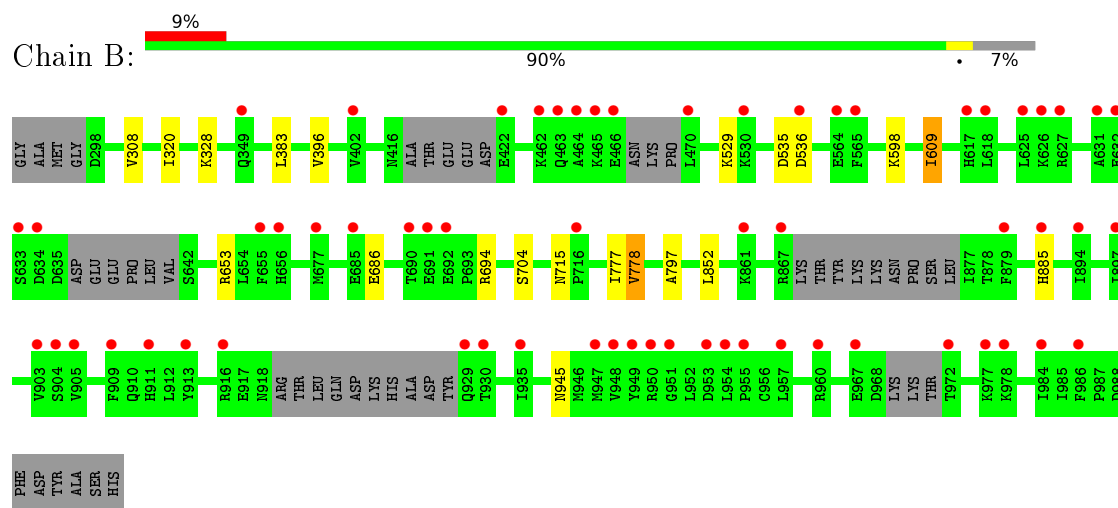 9%
Chain B:
90% • 7%
GLY ALA MET GLY D298 V308 I320 K328 Q349 L383 V396 V402 N416 ALA THR GLU GLU ASP E422 K462 Q463 A464 K465 E466 ASN LYS PRO L470 K529 K530 D535 D536 E564 F565 K598 I609 H617 L618 L625 K626 R627 A631
S633 D634 D635 ASP GLU GLU PRO LEU VAL S642 R653 L654 F655 H656 M677 E685 E686 T690 E691 E692 P693 R694 S704 N715 P716 I777 V778 A797 L852 K861 R867 LYS THR TYR LYS LYS ASN PRO SER LEU I877 T878 F879 H885 I894
V903 S904 V905 F909 Q910 H911 L912 Y913 R916 E917 N918 ARG THR LEU GLN ASP LYS HIS ALA ASP TYR Q929 T930 I935 N945 M946 M947 V948 Y949 R950 G951 L952 D953 L954 P955 C956 L957 R960 E967 D968 LYS LYS THR T972 K977 K978 I984 I985 F986 P987
PHE ASP TYR ALA SER HIS